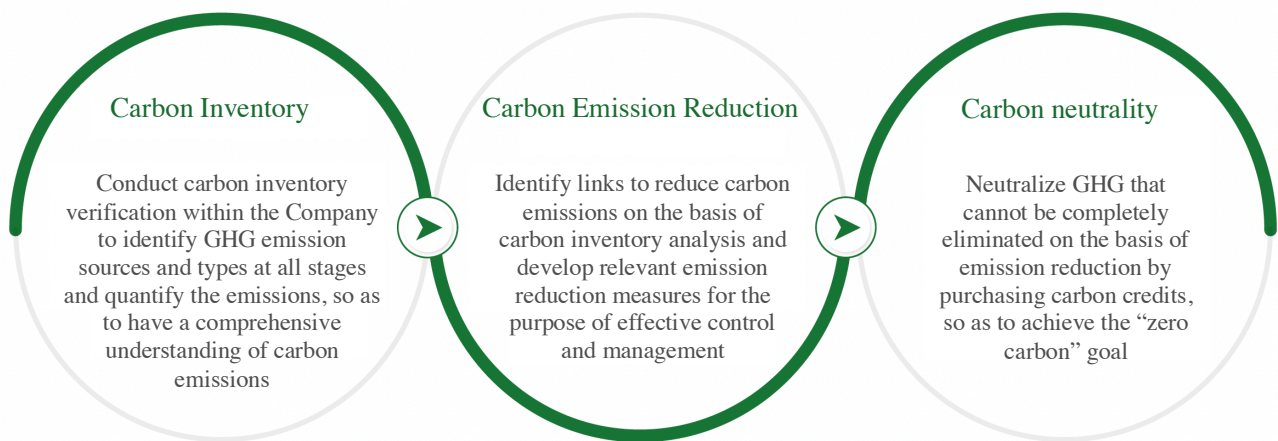 Carbon Inventory
Conduct carbon inventory
verification within the Company
to identify GHG emission
sources and types at all stages
and quantify the emissions, so as
to have a comprehensive
understanding of carbon
emissions
Carbon Emission Reduction
Identify links to reduce carbon
emissions on the basis of
carbon inventory analysis and
develop relevant emission
reduction measures for the
purpose of effective control
and management
Carbon neutrality
Neutralize GHG that
cannot be completely
eliminated on the basis of
emission reduction by
purchasing carbon credits,
so as to achieve the “zero
carbon” goal